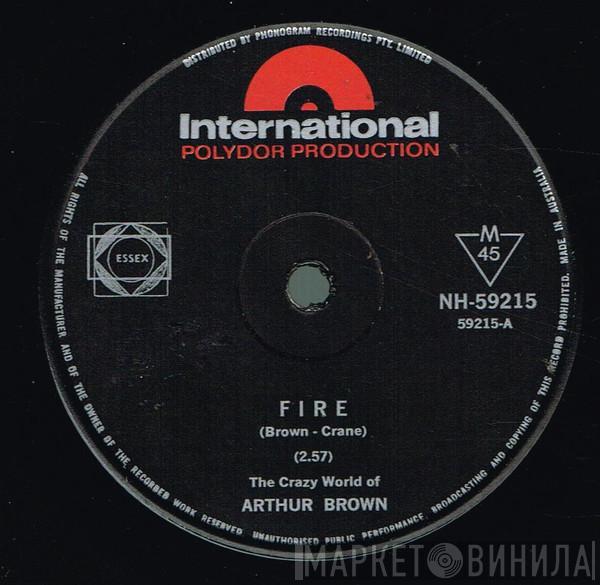 DISTRIBUTED BY PHONOGRAM RECORDINGS PTY. LIMITED
International
POLYDOR PRODUCTION
ESSEX
M
45
NH-59215
59215-A
FIRE
(Brown - Crane)
(2.57)
The Crazy World of
ARTHUR BROWN
ALL RIGHTS OF THE MANUFACTURER AND OF THE OWNER OF THE RECORDED WORK RESERVED. UNAUTHORISED PUBLIC PERFORMANCE, BROADCASTING AND COPYING OF THIS RECORD PROHIBITED. MADE IN AUSTRALIA
МАРКЕТ ВИНИЛА